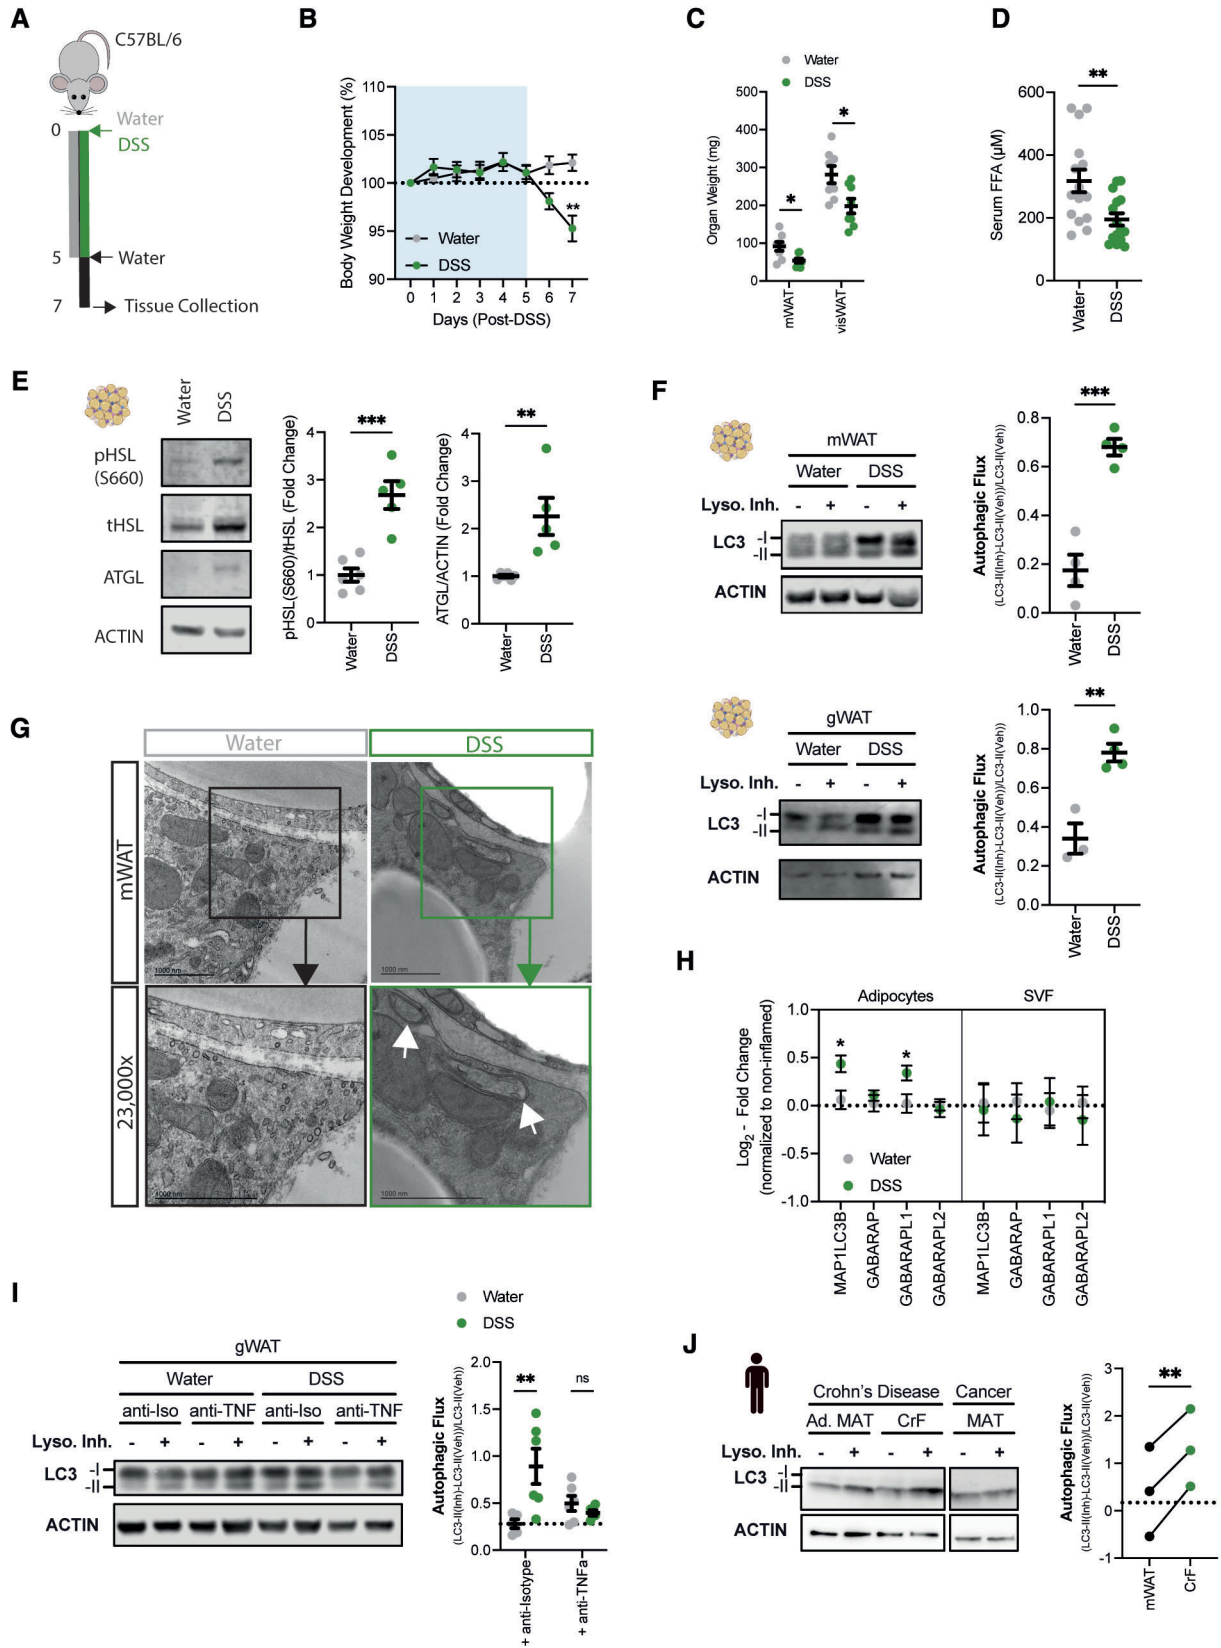 A
C57BL/6
0
Water
DSS
5
Water
7
Tissue Collection
B
Body Weight Development (%)
110
105
100
95
90
**
Water
DSS
0 1 2 3 4 5 6 7
Days (Post-DSS)
C
Water
DSS
Organ Weight (mg)
500
400
300
200
100
0
*
*
mWAT
visWAT
D
Serum FFA (µM)
600
400
200
0
**
Water
DSS
E
Water
DSS
pHSL
(S660)
tHSL
ATGL
ACTIN
pHSL(S660)/tHSL (Fold Change)
4
3
2
1
0
***
Water
DSS
ATGL/ACTIN (Fold Change)
4
3
2
1
0
**
Water
DSS
F
mWAT
Water DSS
Lyso. Inh. - + - +
LC3 -I
-II
ACTIN
Autophagic Flux
(LC3-II(Inh)-LC3-II(Veh))/LC3-II(Veh))
0.8
0.6
0.4
0.2
0.0
***
Water
DSS
gWAT
Water DSS
Lyso. Inh. - + - +
LC3 -I
-II
ACTIN
Autophagic Flux
(LC3-II(Inh)-LC3-II(Veh))/LC3-II(Veh))
1.0
0.8
0.6
0.4
0.2
0.0
**
Water
DSS
G
Water
DSS
mWAT
1000 nm
1000 nm
23,000x
1000 nm
1000 nm
H
Adipocytes
SVF
Log2 - Fold Change
(normalized to non-inflamed)
1.0
0.5
0.0
-0.5
-1.0
*
*
Water
DSS
MAP1LC3B
GABARAP
GABARAPL1
GABARAPL2
MAP1LC3B
GABARAP
GABARAPL1
GABARAPL2
I
gWAT
Water DSS
anti-Iso anti-TNF anti-Iso anti-TNF
Lyso. Inh. - + - + - + - +
LC3 -I
-II
ACTIN
Water
DSS
Autophagic Flux
(LC3-II(Inh)-LC3-II(Veh))/LC3-II(Veh))
2.0
1.5
1.0
0.5
0.0
**
ns
+ anti-Isotype
+ anti-TNFa
J
Crohn's Disease Cancer
Ad. MAT CrF MAT
Lyso. Inh. - + - + - +
LC3 -I
-II
ACTIN
Autophagic Flux
(LC3-II(Inh)-LC3-II(Veh))/LC3-II(Veh))
3
2
1
0
-1
**
mWAT
CrF